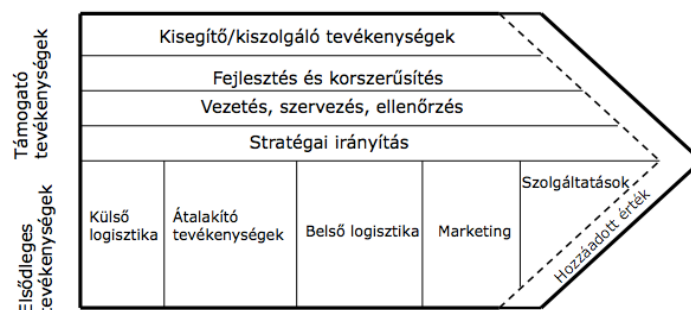 Támogató
tevékenységek
Kisegítő/kiszolgáló tevékenységek
Fejlesztés és korszerűsítés
Vezetés, szervezés, ellenőrzés
Stratégai irányítás
Elsődleges
tevékenységek
Külső
logisztika
Átalakító
tevékenységek
Belső logisztika
Marketing
Szolgáltatások
Hozzáadott érték